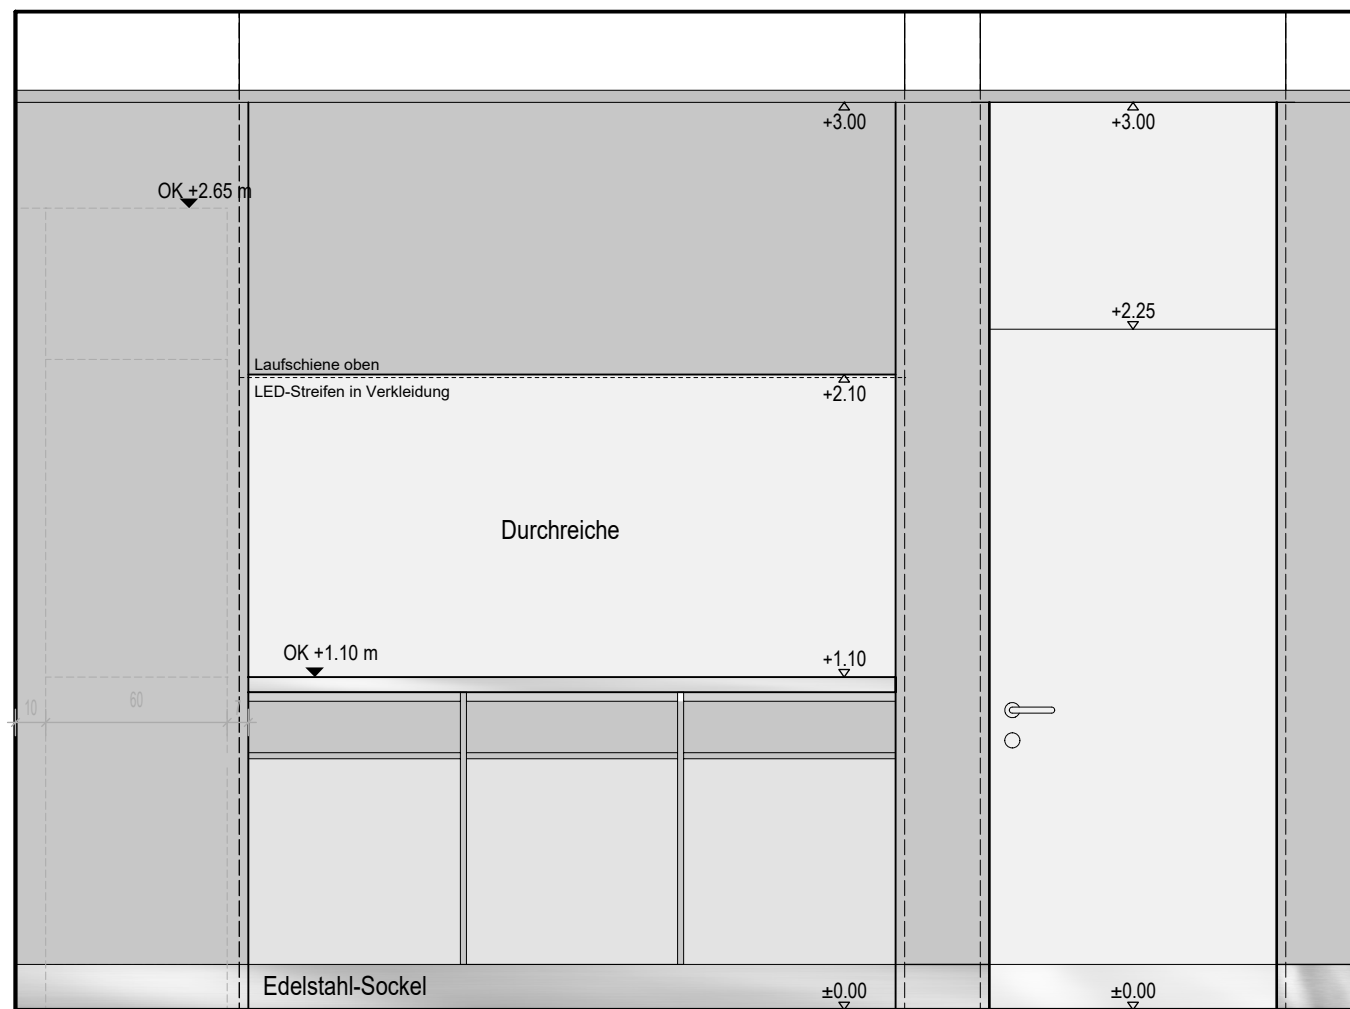 +3.00
+3.00
OK +2.65 m
+2.25
Laufschiene oben
LED-Streifen in Verkleidung
+2.10
Durchreiche
OK +1.10 m
+1.10
10
60
Edelstahl-Sockel
±0.00
±0.00